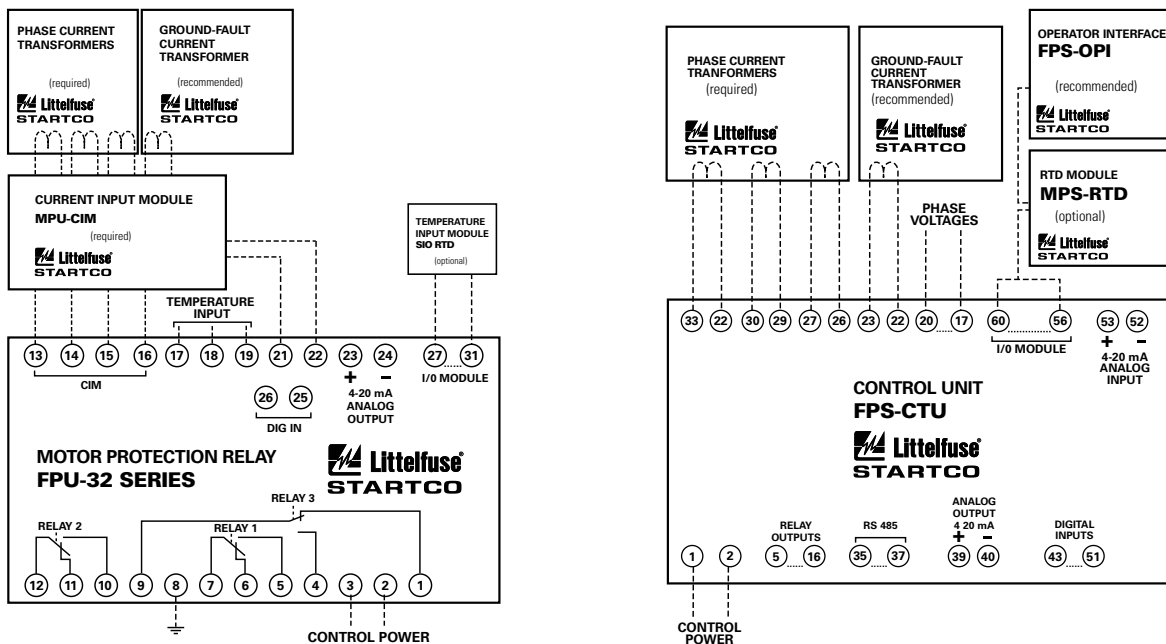 PHASE CURRENT
TRANSFORMERS
(required)
Littelfuse®
STARTCO
GROUND-FAULT
CURRENT
TRANSFORMER
(recommended)
Littelfuse®
STARTCO
CURRENT INPUT MODULE
MPU-CIM
(required)
Littelfuse®
STARTCO
TEMPERATURE
INPUT MODULE
SIO RTD
(optional)
TEMPERATURE
INPUT
13 14 15 16 17 18 19 21 22 23 24 27 ...... 31
CIM
+ –
4-20 mA
ANALOG
OUTPUT
I/0 MODULE
26 25
DIG IN
MOTOR PROTECTION RELAY
FPU-32 SERIES
Littelfuse®
STARTCO
RELAY 3
RELAY 2
RELAY 1
12 11 10 9 8 7 6 5 4 3 2 1
CONTROL POWER
PHASE CURRENT
TRANFORMERS
(required)
Littelfuse®
STARTCO
GROUND-FAULT
CURRENT
TRANSFORMER
(recommended)
Littelfuse®
STARTCO
OPERATOR INTERFACE
FPS-OPI
(recommended)
Littelfuse®
STARTCO
RTD MODULE
MPS-RTD
(optional)
Littelfuse®
STARTCO
PHASE
VOLTAGES
33 22 30 29 27 26 23 22 20 ...... 17 60 ............... 56 53 52
I/0 MODULE
+ –
4-20 mA
ANALOG
INPUT
CONTROL UNIT
FPS-CTU
Littelfuse®
STARTCO
RELAY
OUTPUTS
RS 485
ANALOG
OUTPUT
4 20 mA
+ –
DIGITAL
INPUTS
1 2 5 ...... 16 35 ...... 37 39 40 43 ...... 51
CONTROL
POWER